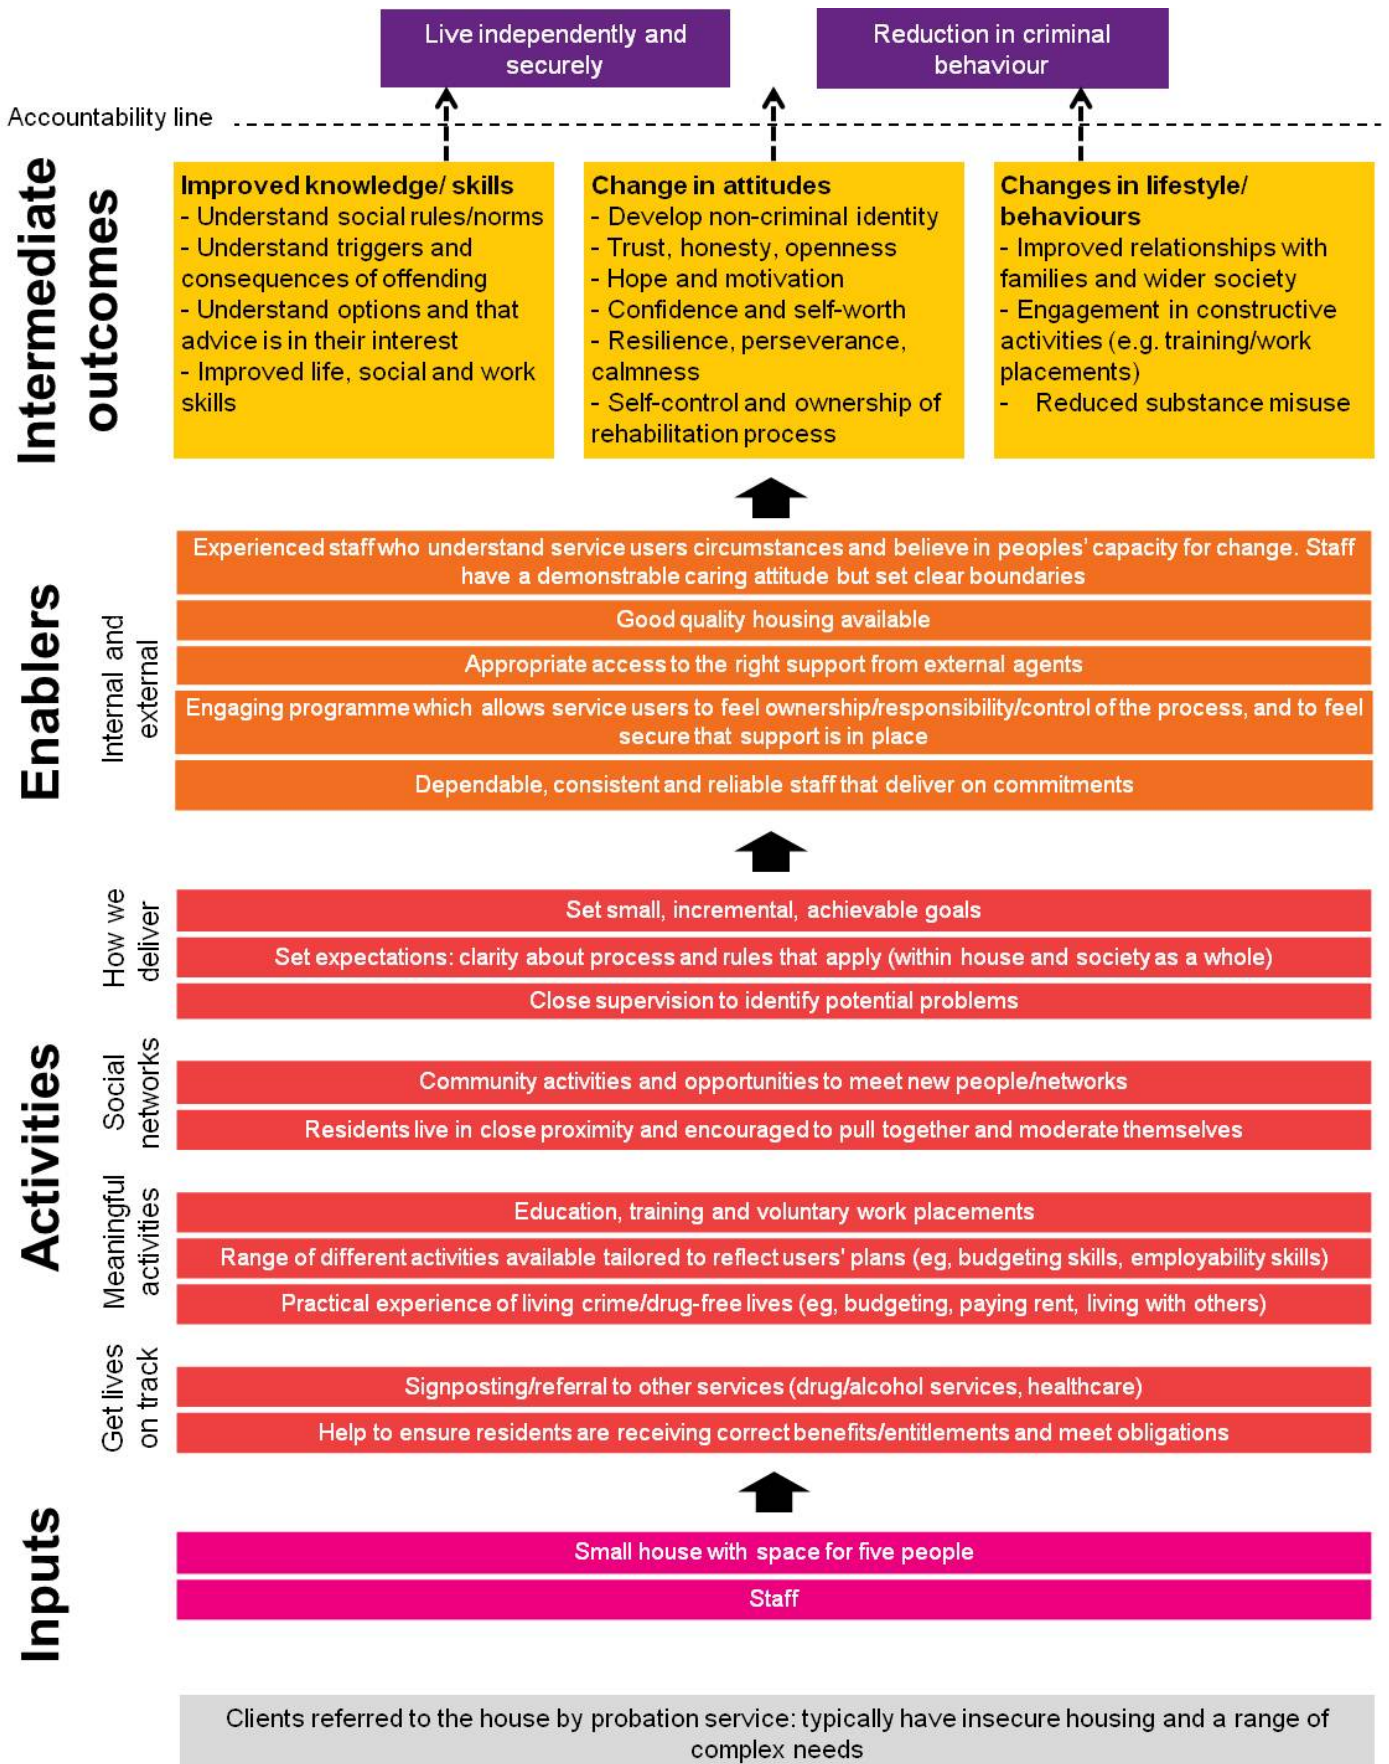 Live independently and
securely
Reduction in criminal
behaviour
Accountability line
Intermediate
outcomes
Improved knowledge/ skills
- Understand social rules/norms
- Understand triggers and
consequences of offending
- Understand options and that
advice is in their interest
- Improved life, social and work
skills
Change in attitudes
- Develop non-criminal identity
- Trust, honesty, openness
- Hope and motivation
- Confidence and self-worth
- Resilience, perseverance,
calmness
- Self-control and ownership of
rehabilitation process
Changes in lifestyle/
behaviours
- Improved relationships with
families and wider society
- Engagement in constructive
activities (e.g. training/work
placements)
- Reduced substance misuse
Enablers
Internal and
external
Experienced staff who understand service users circumstances and believe in peoples' capacity for change. Staff
have a demonstrable caring attitude but set clear boundaries
Good quality housing available
Appropriate access to the right support from external agents
Engaging programme which allows service users to feel ownership/responsibility/control of the process, and to feel
secure that support is in place
Dependable, consistent and reliable staff that deliver on commitments
Activities
How we
deliver
Set small, incremental, achievable goals
Set expectations: clarity about process and rules that apply (within house and society as a whole)
Close supervision to identify potential problems
Social
networks
Community activities and opportunities to meet new people/networks
Residents live in close proximity and encouraged to pull together and moderate themselves
Meaningful
activities
Education, training and voluntary work placements
Range of different activities available tailored to reflect users' plans (eg, budgeting skills, employability skills)
Practical experience of living crime/drug-free lives (eg, budgeting, paying rent, living with others)
Get lives
on track
Signposting/referral to other services (drug/alcohol services, healthcare)
Help to ensure residents are receiving correct benefits/entitlements and meet obligations
Inputs
Small house with space for five people
Staff
Clients referred to the house by probation service: typically have insecure housing and a range of
complex needs